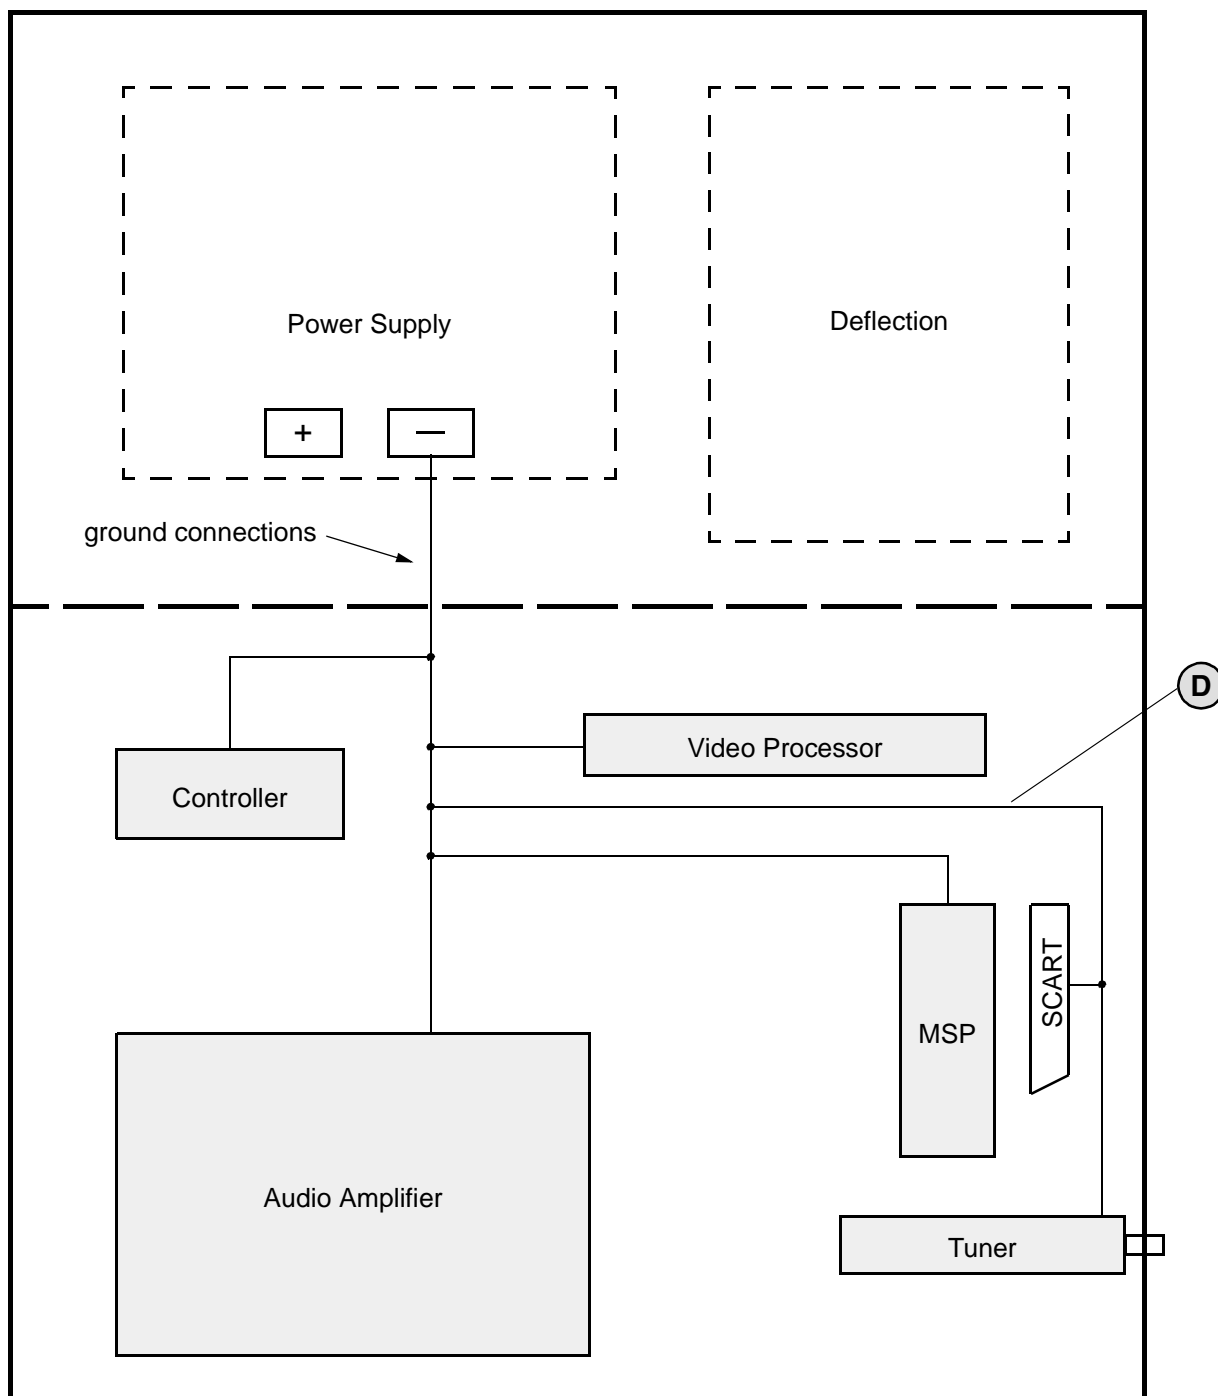 Power Supply
Deflection
+
—
ground connections
D
Video Processor
Controller
SCART
MSP
Audio Amplifier
Tuner